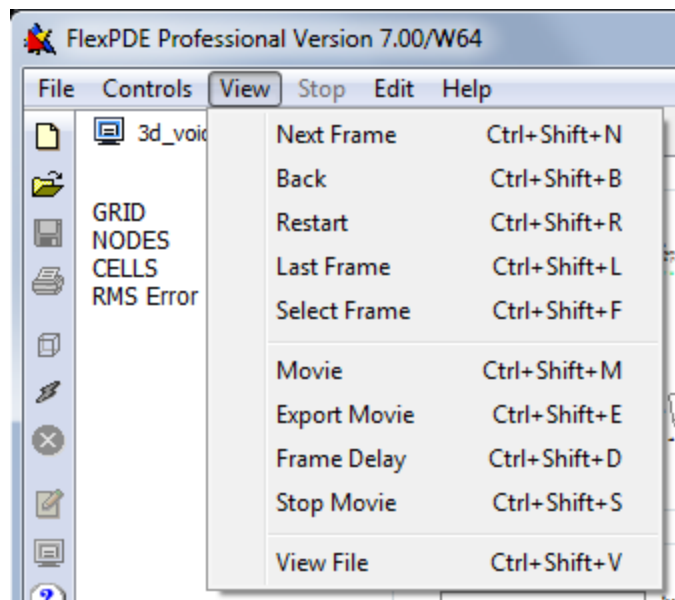 FlexPDE Professional Version 7.00/W64
File Controls View Stop Edit Help
3d_void
GRID
NODES
CELLS
RMS Error
Next Frame Ctrl+Shift+N
Back Ctrl+Shift+B
Restart Ctrl+Shift+R
Last Frame Ctrl+Shift+L
Select Frame Ctrl+Shift+F
Movie Ctrl+Shift+M
Export Movie Ctrl+Shift+E
Frame Delay Ctrl+Shift+D
Stop Movie Ctrl+Shift+S
View File Ctrl+Shift+V
?